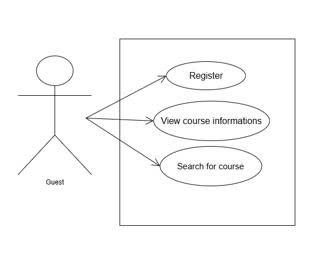 Register
View course informations
Search for course
Guest